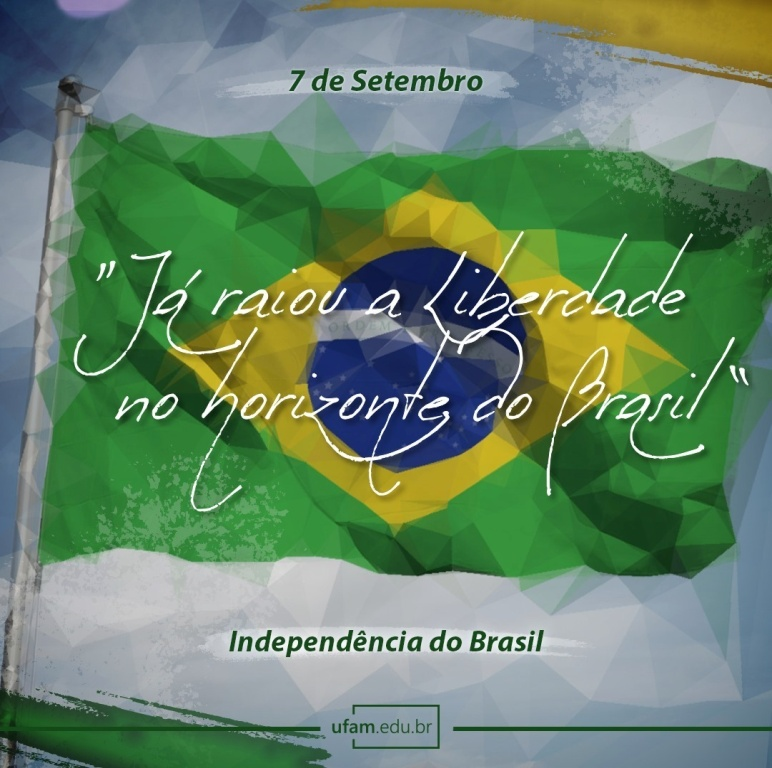 7 de Setembro
"Já raiou a Liberdade
no horizonte do Brasil"
Independência do Brasil
ufam.edu.br